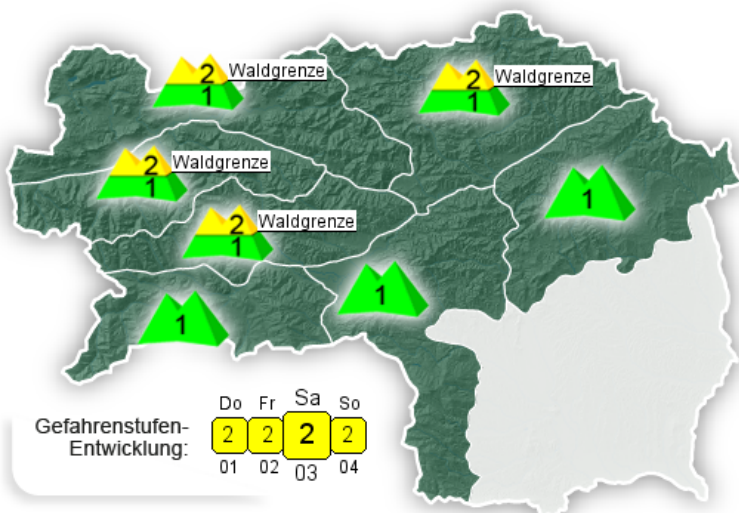 2 Waldgrenze
1
2 Waldgrenze
1
2 Waldgrenze
1
1
2 Waldgrenze
1
1
1
Do Fr Sa So
Gefahrenstufen-
Entwicklung:
2 2 2 2
01 02 03 04